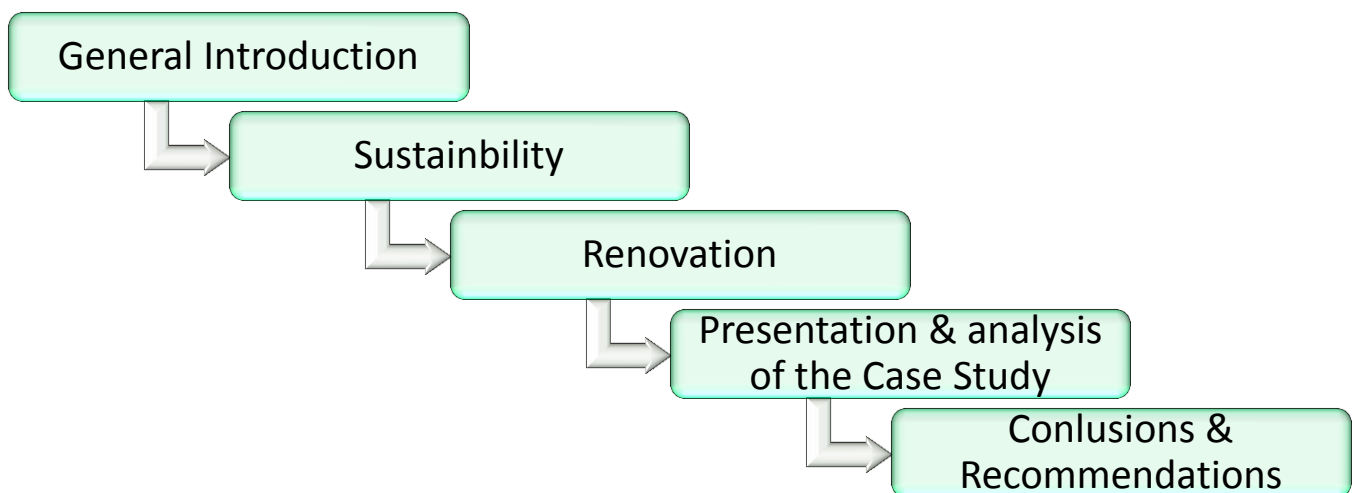 General Introduction
Sustainbility
Renovation
Presentation & analysis
of the Case Study
Conlusions &
Recommendations